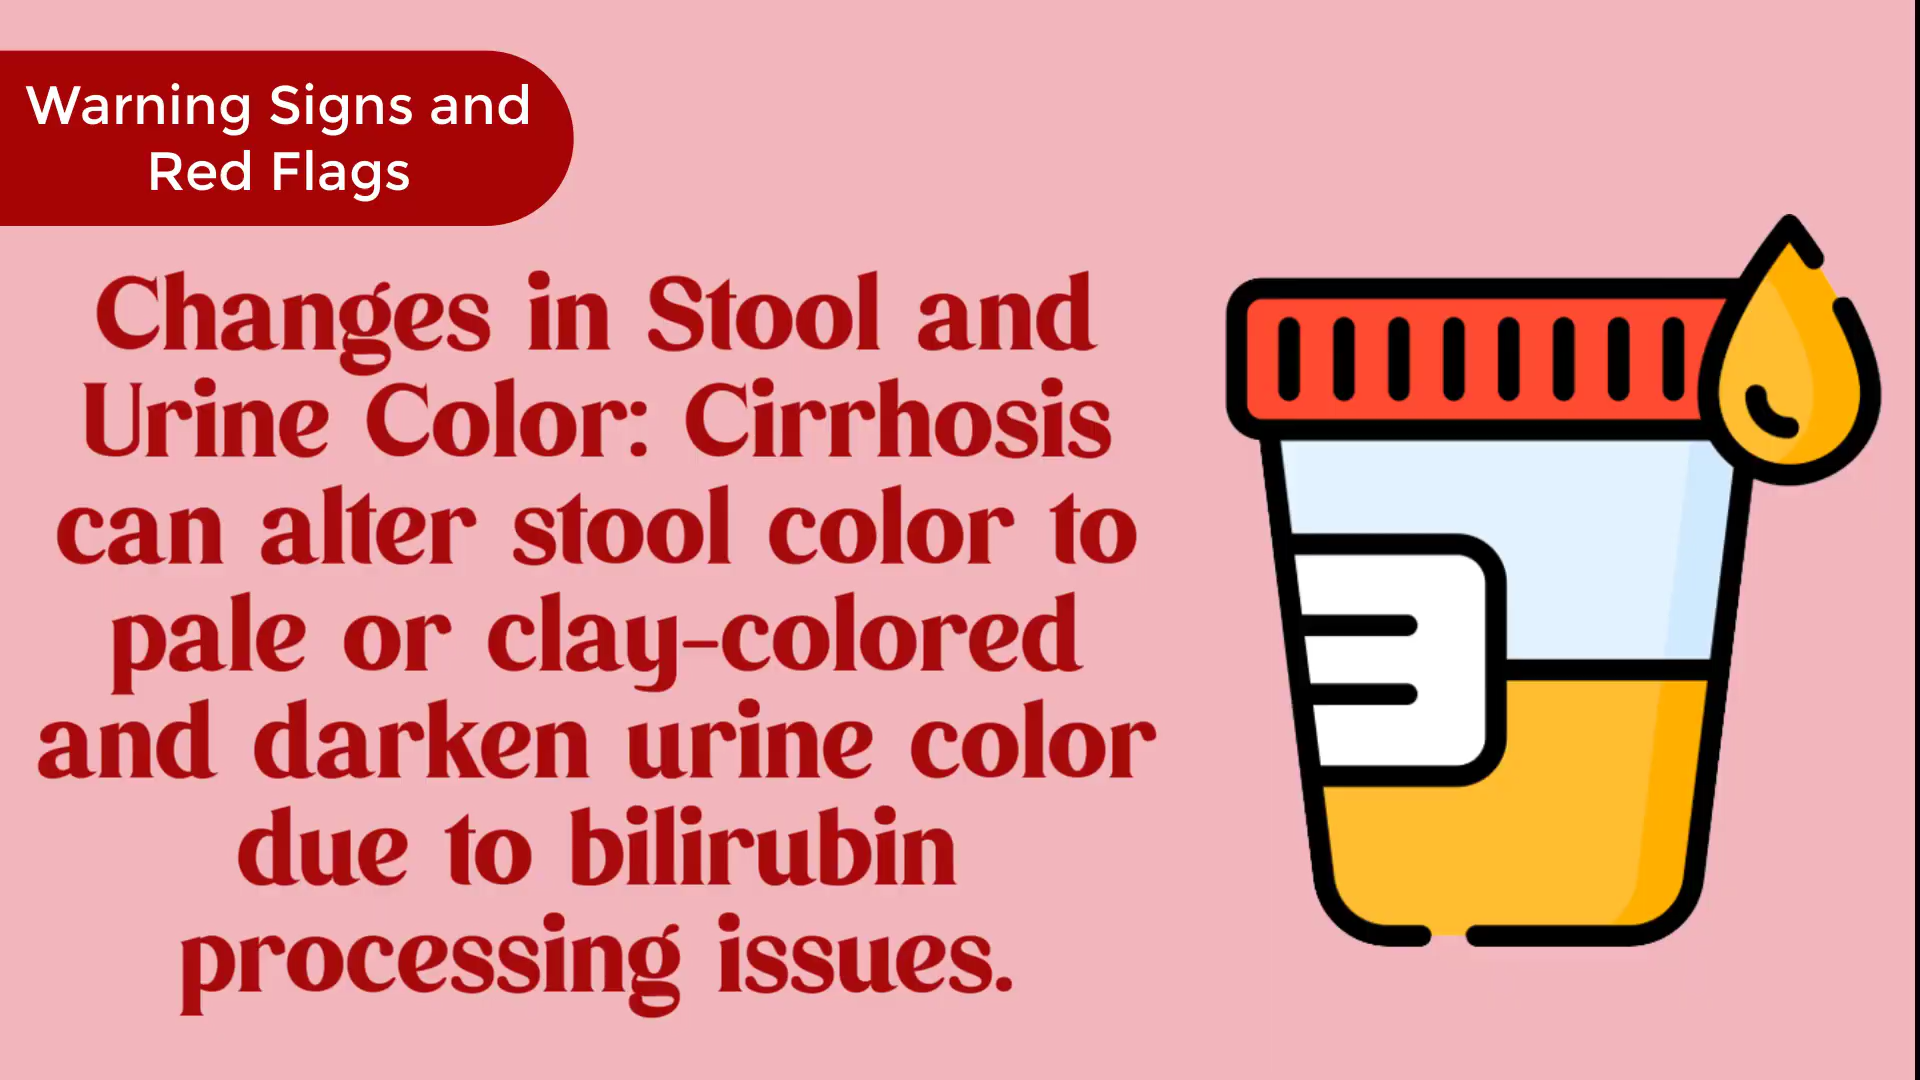 Warning Signs and
Red Flags
Changes in Stool and
Urine Color: Cirrhosis
can alter stool color to
pale or clay-colored
and darken urine color
due to bilirubin
processing issues.